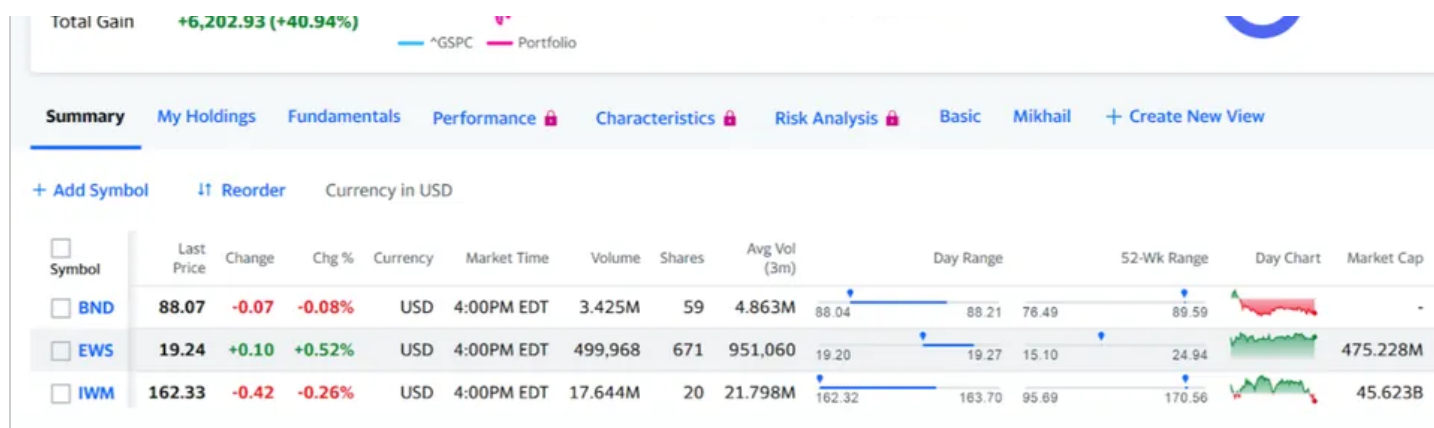 Total Gain +6,202.93 (+40.94%)
^GSPC Portfolio
Summary My Holdings Fundamentals Performance Characteristics Risk Analysis Basic Mikhail + Create New View
+ Add Symbol Reorder Currency in USD
Symbol Last Price Change Chg % Currency Market Time Volume Shares Avg Vol (3m) Day Range 52-Wk Range Day Chart Market Cap
BND 88.07 -0.07 -0.08% USD 4:00PM EDT 3.425M 59 4.863M 88.04 88.21 76.49 89.59 -
EWS 19.24 +0.10 +0.52% USD 4:00PM EDT 499,968 671 951,060 19.20 19.27 15.10 24.94 475.228M
IWM 162.33 -0.42 -0.26% USD 4:00PM EDT 17.644M 20 21.798M 162.32 163.70 95.69 170.56 45.623B